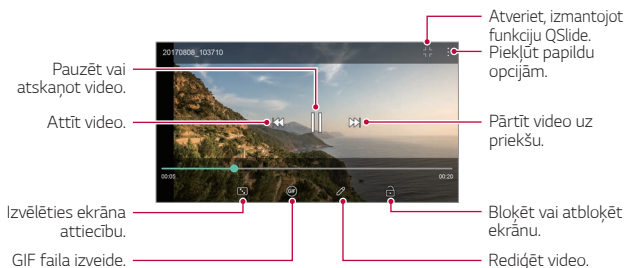 Atveriet, izmantojot
funkciju QSlide.
Piekļūt papildu
opcijām.
20170808_103710
Pauzēt vai
atskaņot video.
Attīt video.
Pārtīt video uz
priekšu.
00:05
00:20
GIF
Izvēlēties ekrāna
attiecību.
Bloķēt vai atbloķēt
ekrānu.
GIF faila izveide.
Rediģēt video.